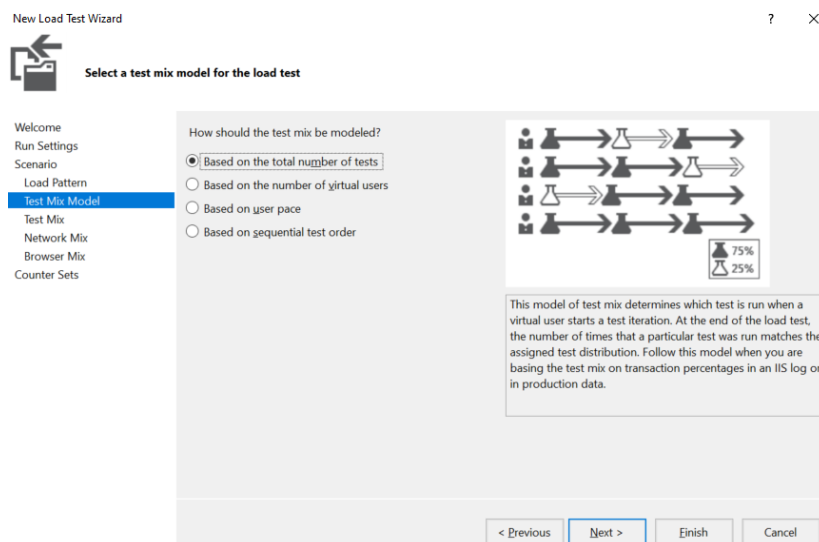 New Load Test Wizard
?
Select a test mix model for the load test
Welcome
Run Settings
Scenario
Load Pattern
Test Mix Model
Test Mix
Network Mix
Browser Mix
Counter Sets
How should the test mix be modeled?
Based on the total number of tests
Based on the number of virtual users
Based on user pace
Based on sequential test order
75%
25%
This model of test mix determines which test is run when a
virtual user starts a test iteration. At the end of the load test,
the number of times that a particular test was run matches the
assigned test distribution. Follow this model when you are
basing the test mix on transaction percentages in an IIS log or
in production data.
< Previous
Next >
Finish
Cancel